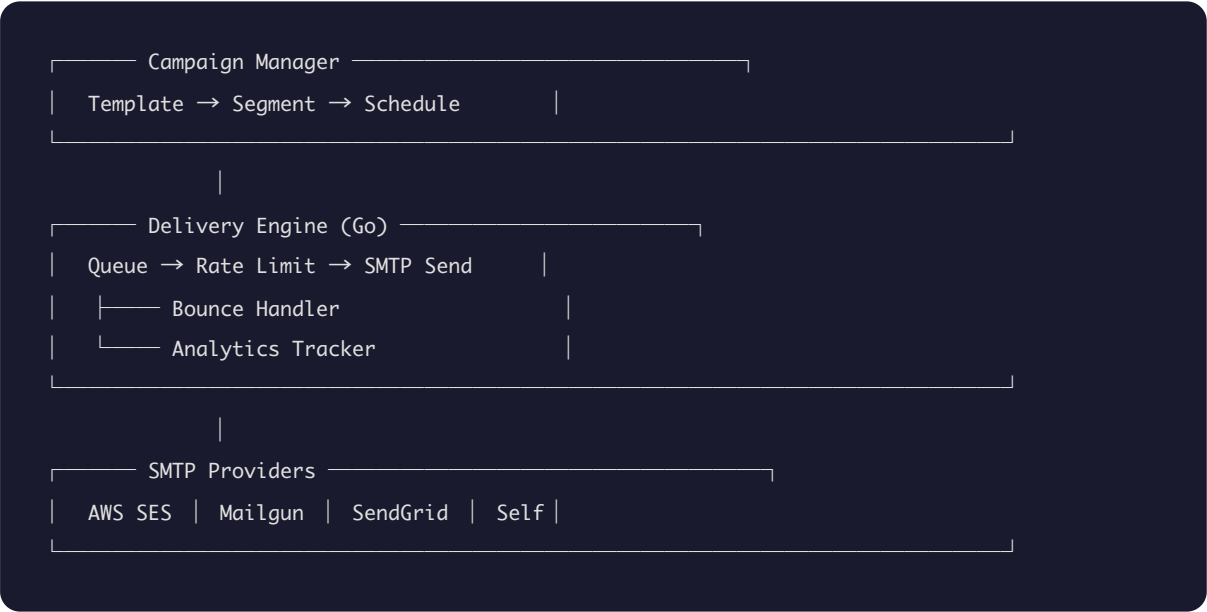 ┌────── Campaign Manager ─────────────────────────────────┐
│  Template → Segment → Schedule        │
└───────────────────────────────────────────────────────────────────────────────┘
│
┌────── Delivery Engine (Go) ─────────────────────────┐
│  Queue → Rate Limit → SMTP Send      │
│   ├──── Bounce Handler                   │
│   └──── Analytics Tracker                │
└───────────────────────────────────────────────────────────────────────────────┘
│
┌────── SMTP Providers ─────────────────────────────────────┐
│  AWS SES │ Mailgun │ SendGrid │ Self│
└───────────────────────────────────────────────────────────────────────────────┘